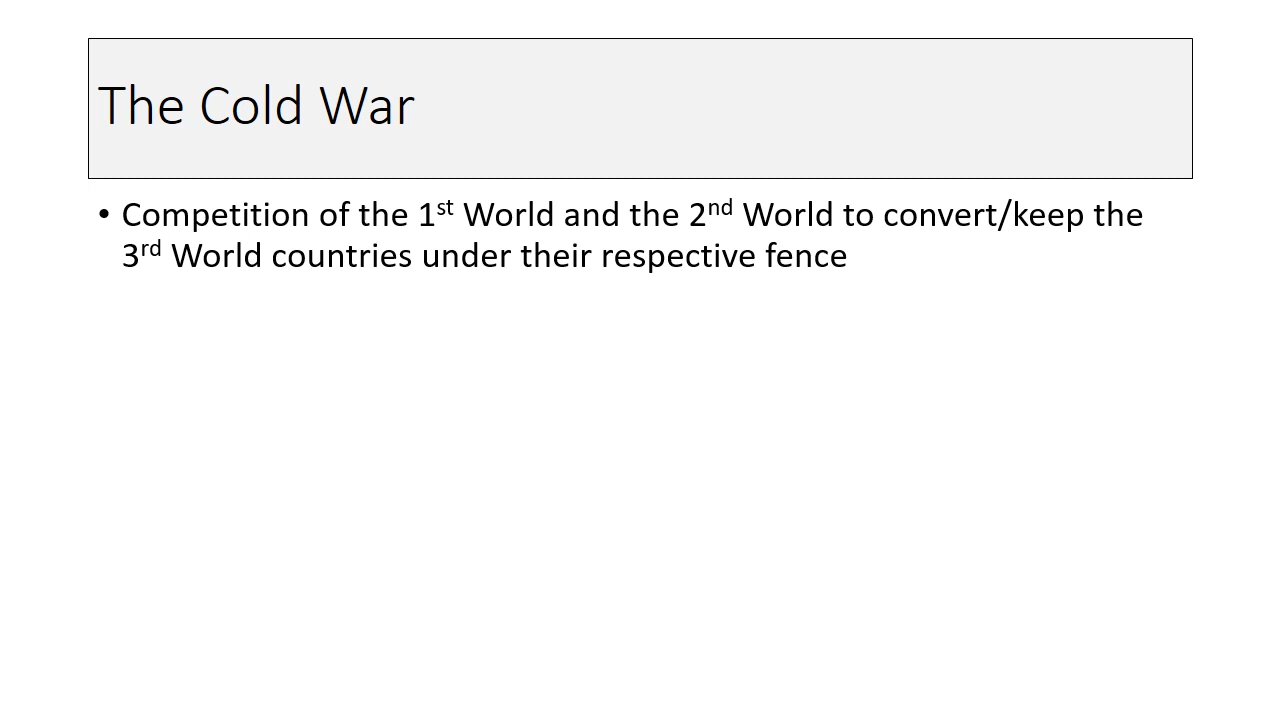 The Cold War
• Competition of the 1st World and the 2nd World to convert/keep the
3rd World countries under their respective fence